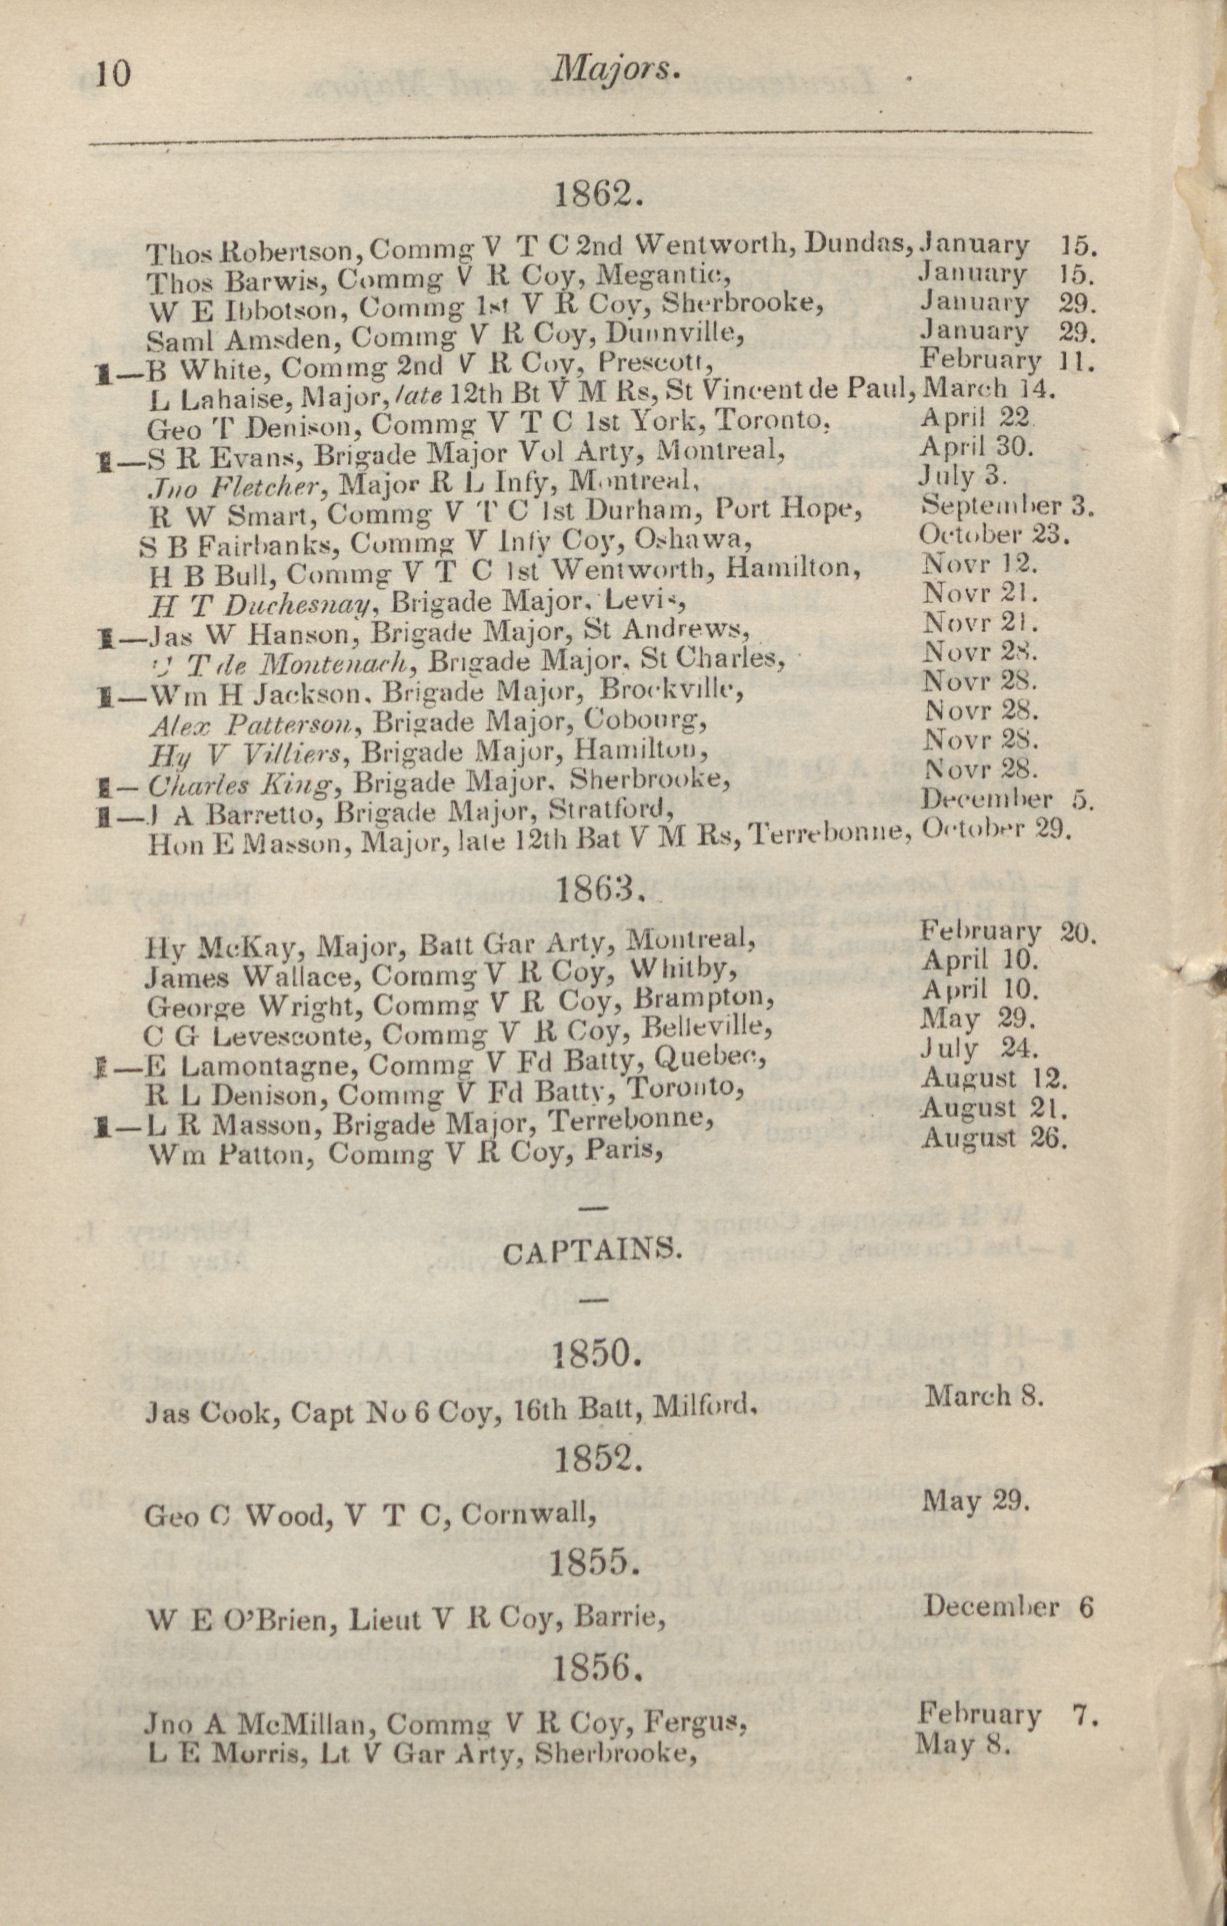 10 Majors.
1862.
Thos Robertson, Commg V T C 2nd Wentworth, Dundas, January 15.
Thos Barwis, Commg V R Coy, Megantic, January 15.
W E Ibbotson, Commg 1st V R Coy, Sherbrooke, January 29.
Saml Amsden, Commg V R Coy, Dunnville, January 29.
1—B White, Commg 2nd V R Coy, Prescott, February 11.
L Lahaise, Major, late 12th Bt V M Rs, St Vincent de Paul, March 14.
Geo T Denison, Commg V T C 1st York, Toronto, April 22.
1—S R Evans, Brigade Major Vol Arty, Montreal, April 30.
Jno Fletcher, Major R L Infy, Montreal, July 3.
R W Smart, Commg V T C 1st Durham, Port Hope, September 3.
S B Fairbanks, Commg V Infy Coy, Oshawa, October 23.
H B Bull, Commg V T C 1st Wentworth, Hamilton, Novr 12.
H T Duchesnay, Brigade Major, Levis, Novr 21.
1—Jas W Hanson, Brigade Major, St Andrews, Novr 21.
T de Montenach, Brigade Major, St Charles, Novr 28.
1—Wm H Jackson, Brigade Major, Brockville, Novr 28.
Alex Patterson, Brigade Major, Cobourg, Novr 28.
Hy V Villiers, Brigade Major, Hamilton, Novr 28.
1—Charles King, Brigade Major, Sherbrooke, Novr 28.
1—J A Barretto, Brigade Major, Stratford, December 5.
Hon E Masson, Major, late 12th Bat V M Rs, Terrebonne, October 29.
1863.
Hy McKay, Major, Batt Gar Arty, Montreal, February 20.
James Wallace, Commg V R Coy, Whitby, April 10.
George Wright, Commg V R Coy, Brampton, April 10.
C G Levesconte, Commg V R Coy, Belleville, May 29.
1—E Lamontagne, Commg V Fd Batty, Quebec, July 24.
R L Denison, Commg V Fd Batty, Toronto, August 12.
1—L R Masson, Brigade Major, Terrebonne, August 21.
Wm Patton, Commg V R Coy, Paris, August 26.
CAPTAINS.
1850.
Jas Cook, Capt No 6 Coy, 16th Batt, Milford, March 8.
1852.
Geo C Wood, V T C, Cornwall, May 29.
1855.
W E O'Brien, Lieut V R Coy, Barrie, December 6
1856.
Jno A McMillan, Commg V R Coy, Fergus, February 7.
L E Morris, Lt V Gar Arty, Sherbrooke, May 8.